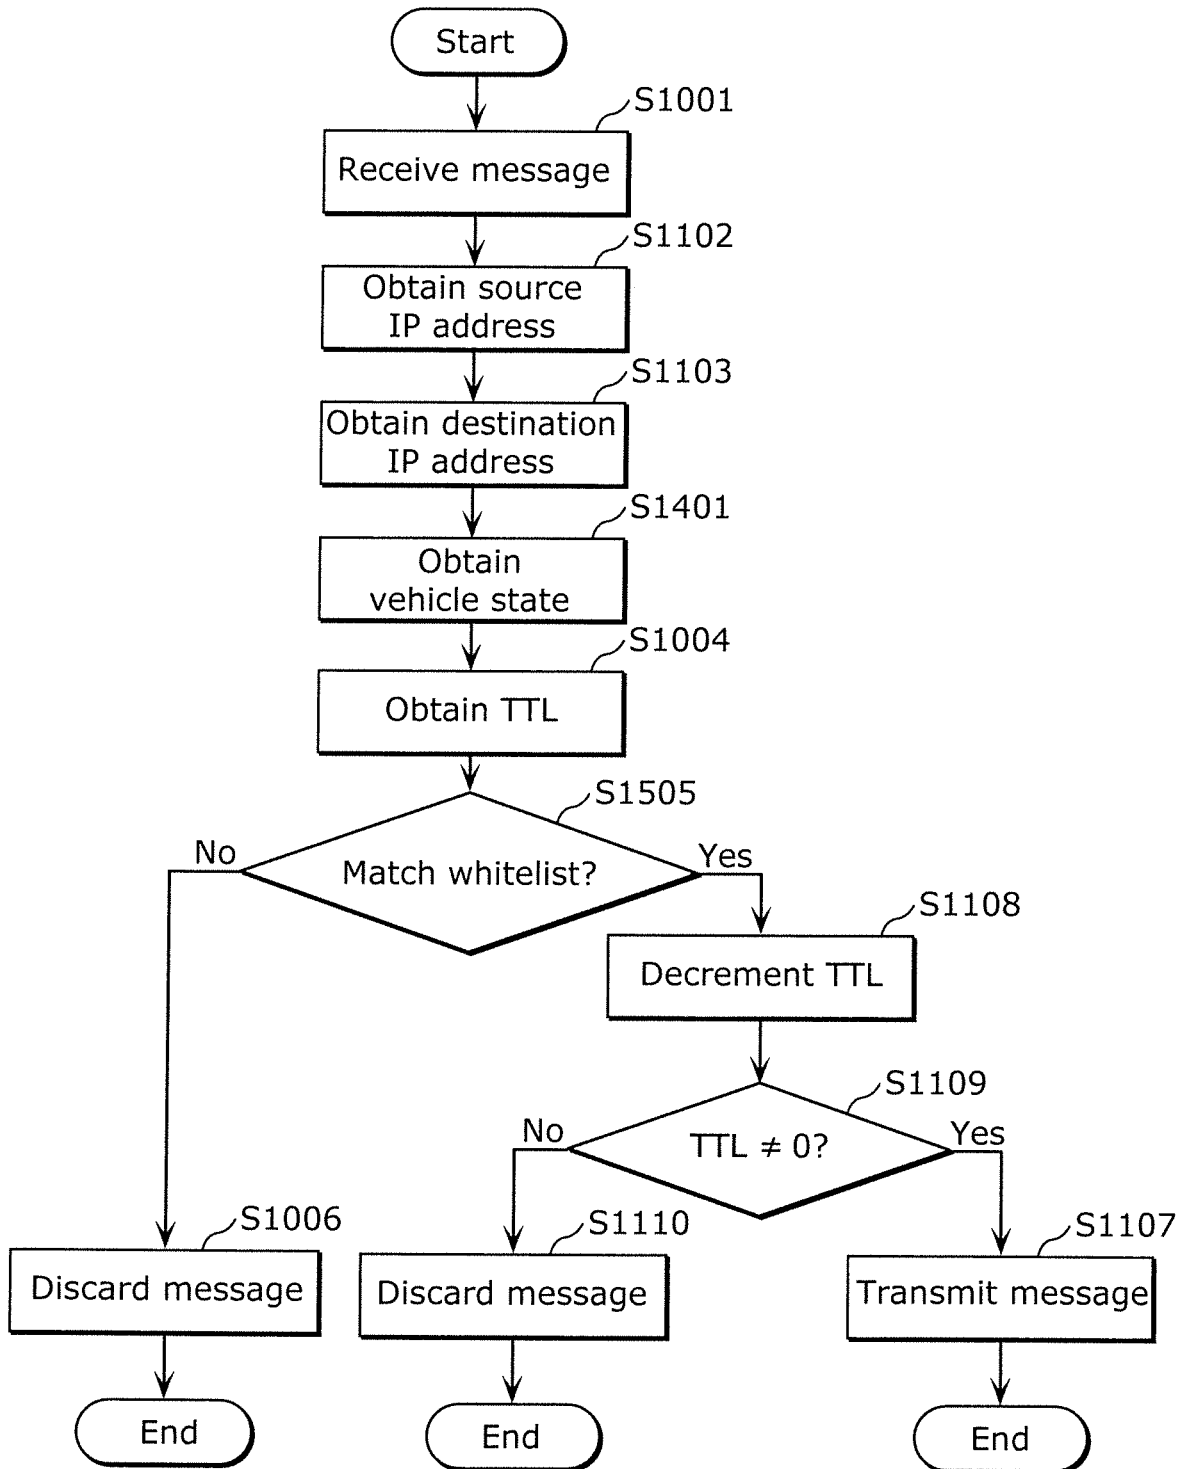 Start
S1001
Receive message
S1102
Obtain source
IP address
S1103
Obtain destination
IP address
S1401
Obtain
vehicle state
S1004
Obtain TTL
S1505
No
Match whitelist?
Yes
S1108
Decrement TTL
S1109
No
TTL ≠ 0?
Yes
S1006
Discard message
End
S1110
Discard message
End
S1107
Transmit message
End